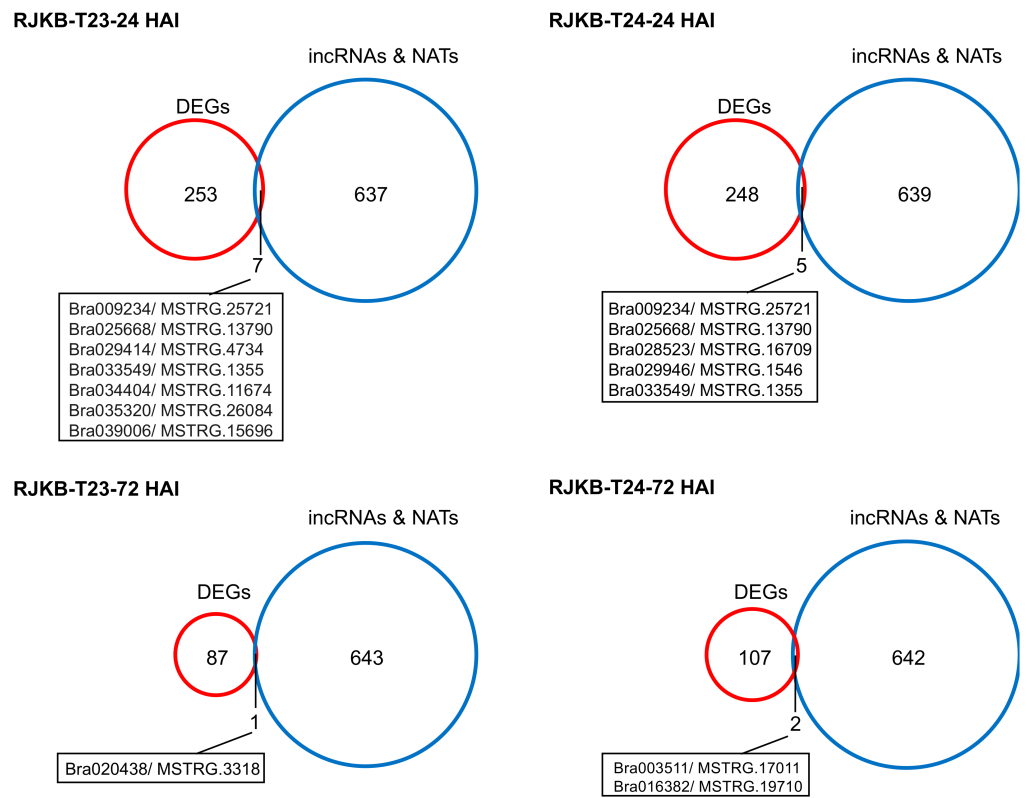 RJKB-T23-24 HAI
incRNAs & NATs
DEGs
253
637
7
Bra009234/ MSTRG.25721
Bra025668/ MSTRG.13790
Bra029414/ MSTRG.4734
Bra033549/ MSTRG.1355
Bra034404/ MSTRG.11674
Bra035320/ MSTRG.26084
Bra039006/ MSTRG.15696
RJKB-T24-24 HAI
incRNAs & NATs
DEGs
248
639
5
Bra009234/ MSTRG.25721
Bra025668/ MSTRG.13790
Bra028523/ MSTRG.16709
Bra029946/ MSTRG.1546
Bra033549/ MSTRG.1355
RJKB-T23-72 HAI
incRNAs & NATs
DEGs
87
643
1
Bra020438/ MSTRG.3318
RJKB-T24-72 HAI
incRNAs & NATs
DEGs
107
642
2
Bra003511/ MSTRG.17011
Bra016382/ MSTRG.19710